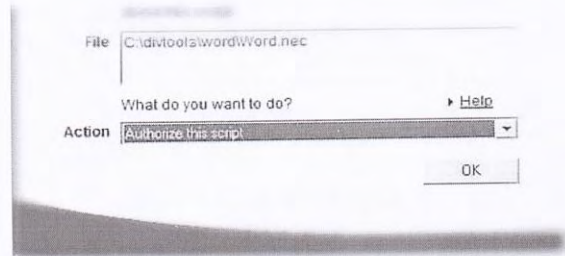 File C:\divtools\word\Word.nec
What do you want to do? Help
Action Authorize this script
OK